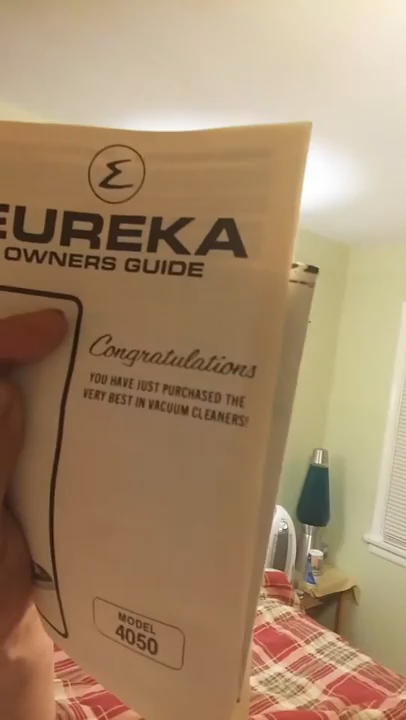 EUREKA
OWNERS GUIDE
Congratulations
YOU HAVE JUST PURCHASED THE
VERY BEST IN VACUUM CLEANERS!
MODEL
4050